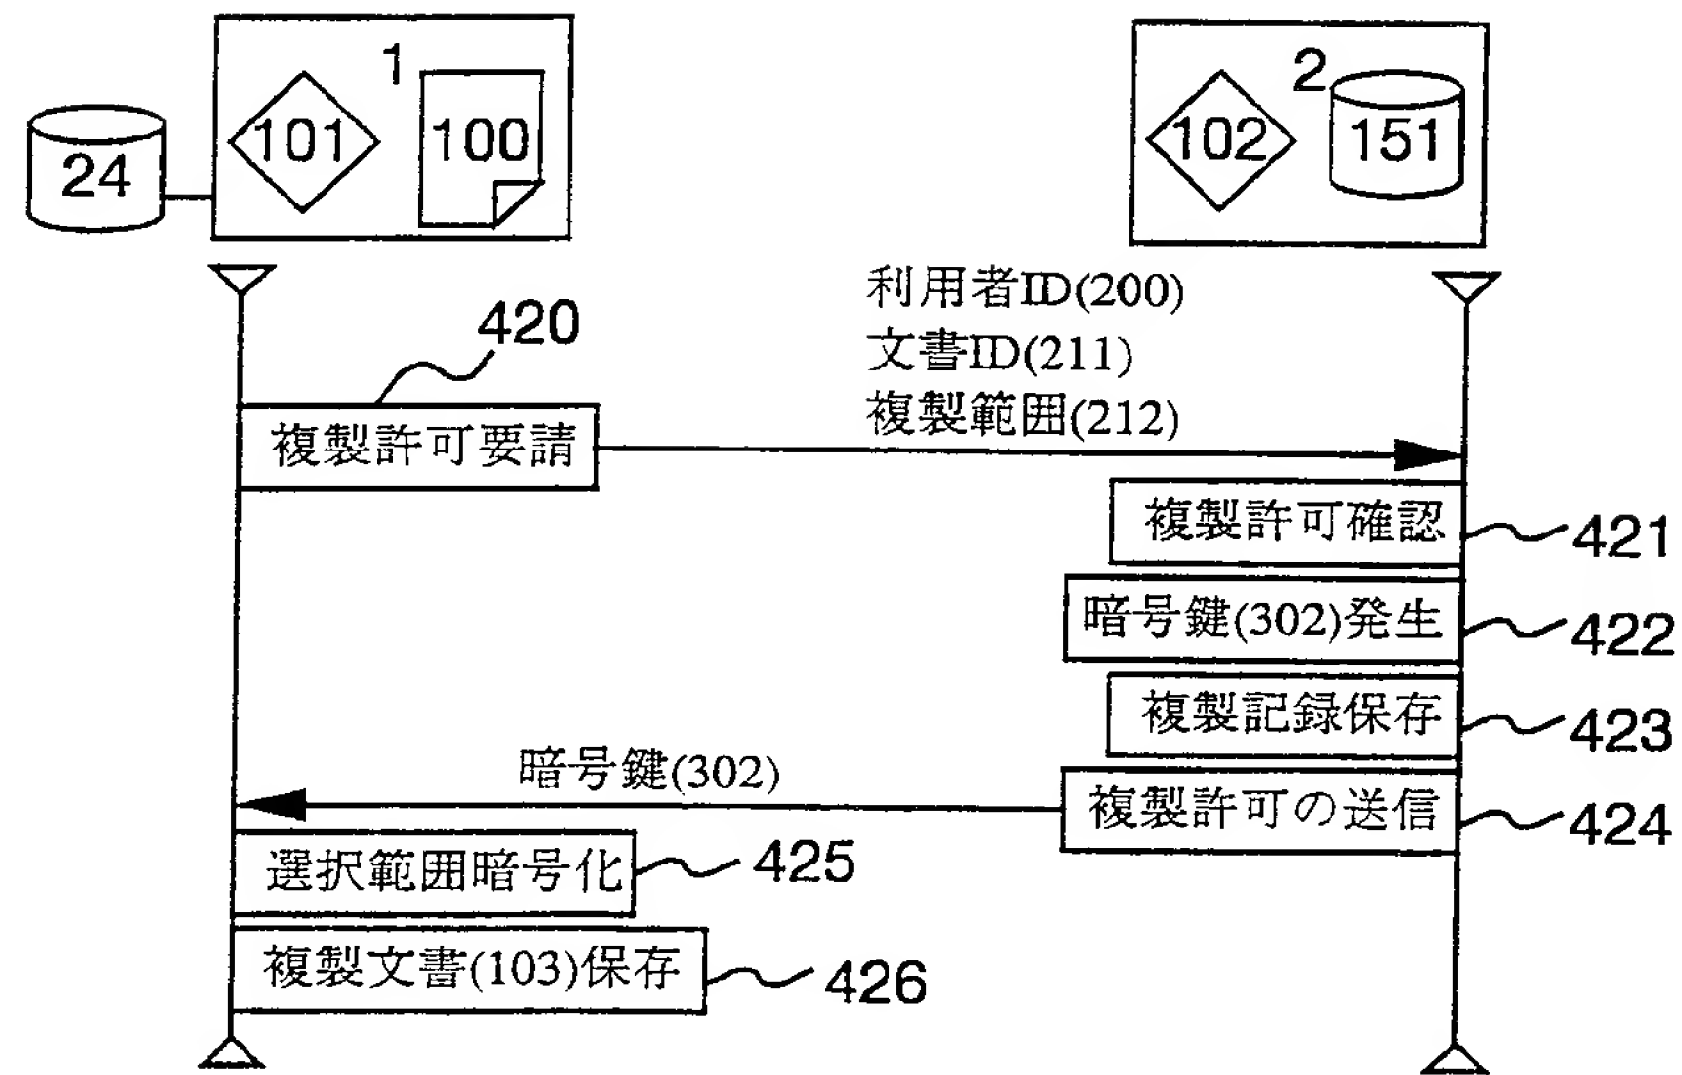 1
101
100
24
2
102
151
利用者ID(200)
文書ID(211)
複製範囲(212)
420
複製許可要請
複製許可確認
421
暗号鍵(302)発生
422
複製記録保存
423
暗号鍵(302)
複製許可の送信
424
選択範囲暗号化
425
複製文書(103)保存
426